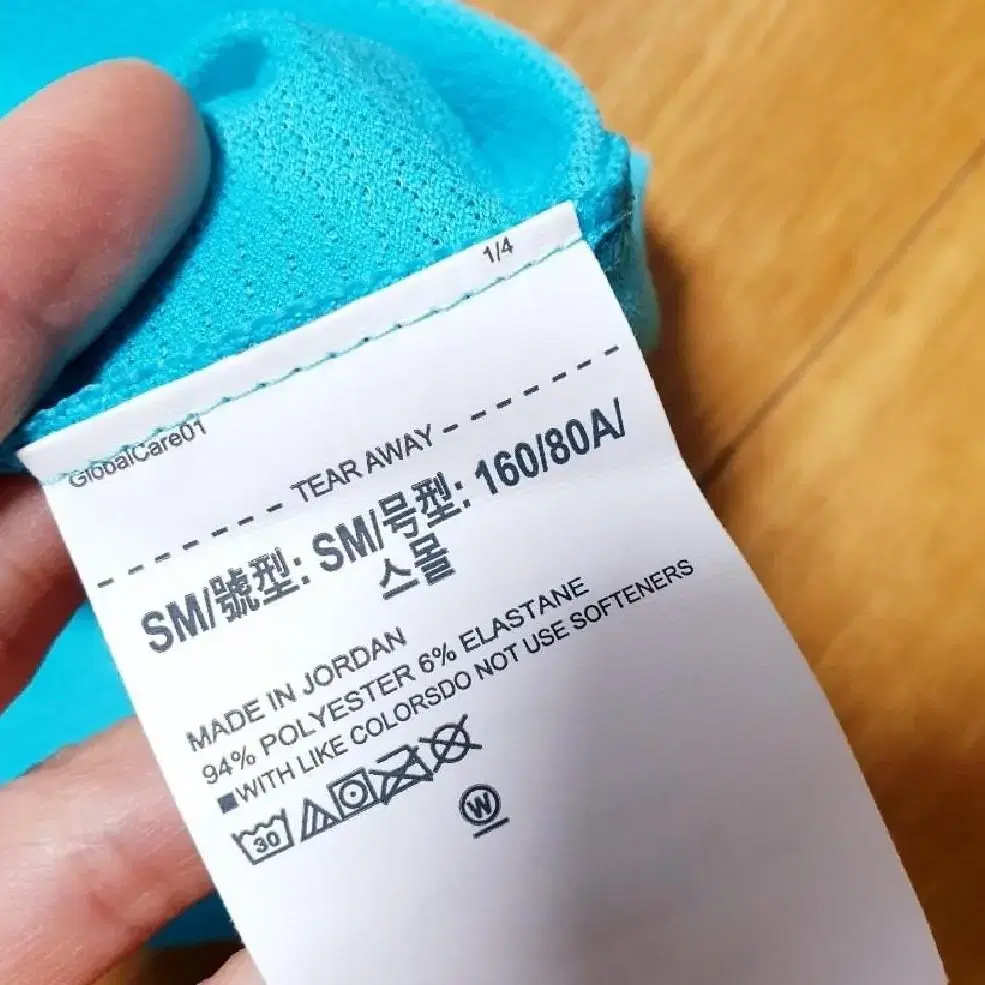 1/4
GlobalCare01
TEAR AWAY
SM/號型: SM/号型: 160/80A/
스몰
MADE IN JORDAN
94% POLYESTER 6% ELASTANE
WITH LIKE COLORSDO NOT USE SOFTENERS
30
W